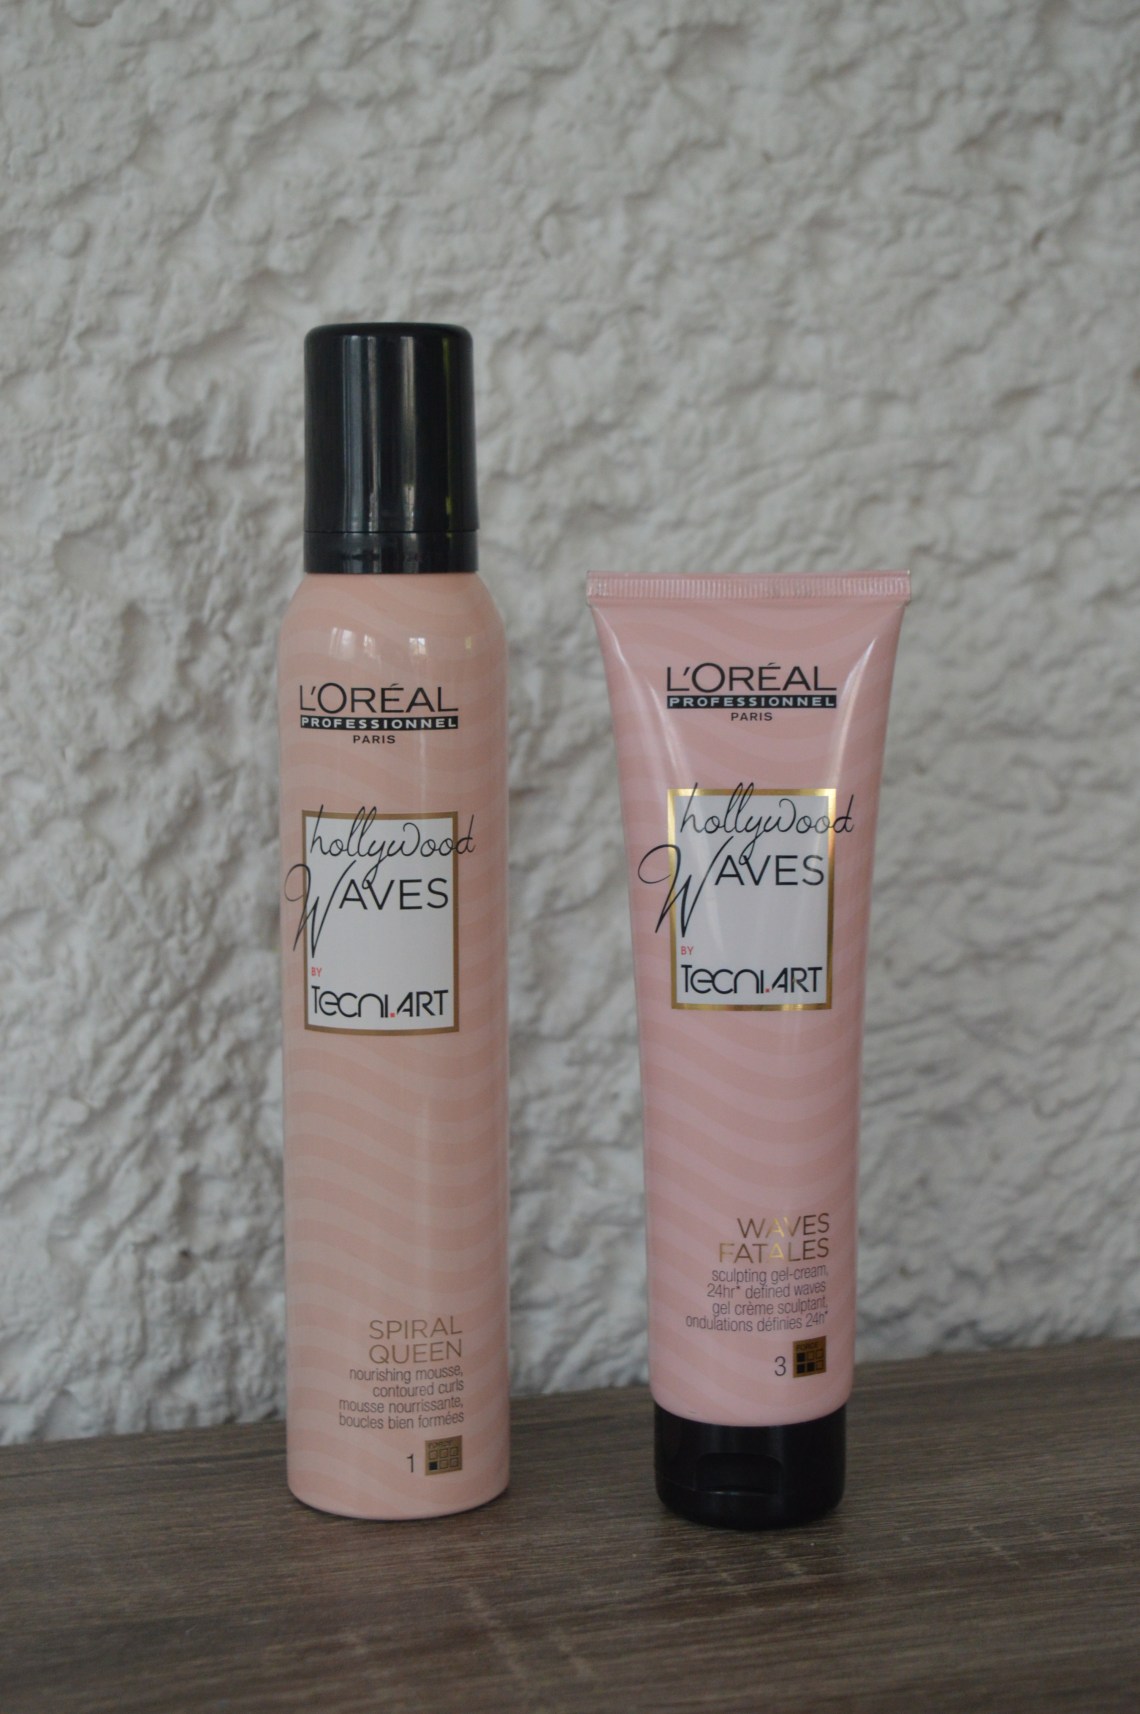 L'ORÉAL
PROFESSIONNEL
PARIS
hollywood
WAVES
BY
Tecni.ART
SPIRAL
QUEEN
nourishing mousse,
contoured curls
mousse nourrissante,
boucles bien formées
1
FORCE
L'ORÉAL
PROFESSIONNEL
PARIS
hollywood
WAVES
BY
Tecni.ART
WAVES
FATALES
sculpting gel-cream,
24hr* defined waves
gel crème sculptant,
ondulations définies 24h*
3
FORCE